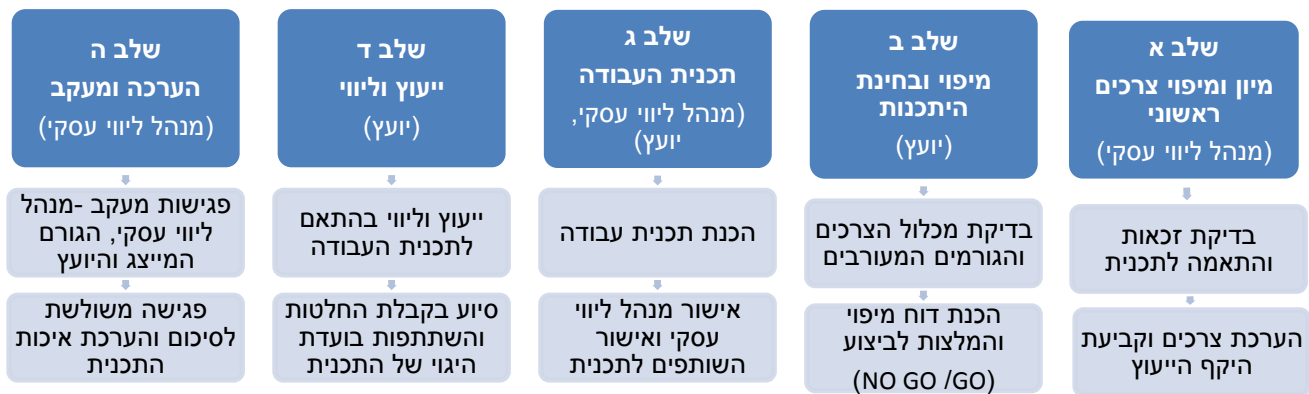 שלב א
מיון ומיפוי צרכים
ראשוני
(מנהל ליווי עסקי)
בדיקת זכאות
והתאמה לתכנית
הערכת צרכים וקביעת
היקף הייעוץ
שלב ב
מיפוי ובחינת
היתכנות
(יועץ)
בדיקת מכלול הצרכים
והגורמים המעורבים
הכנת דוח מיפוי
והמלצות לביצוע
(NO GO /GO)
שלב ג
תכנית העבודה
(מנהל ליווי עסקי,
יועץ)
הכנת תכנית עבודה
אישור מנהל ליווי
עסקי ואישור
השותפים לתכנית
שלב ד
ייעוץ וליווי
(יועץ)
ייעוץ וליווי בהתאם
לתכנית העבודה
סיוע בקבלת החלטות
והשתתפות בועדת
היגוי של התכנית
שלב ה
הערכה ומעקב
(מנהל ליווי עסקי)
פגישות מעקב -מנהל
ליווי עסקי, הגורם
המייצג והיועץ
פגישה משולשת
לסיכום והערכת איכות
התכנית